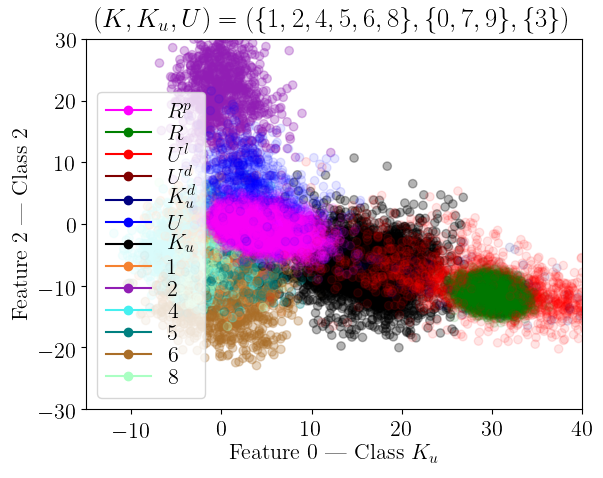 (K, K_u, U) = ({1, 2, 4, 5, 6, 8}, {0, 7, 9}, {3})
30
20
10
0
−10
−20
−30
Feature 2 — Class 2
R^p
R
U^l
U^d
K_u^d
U
K_u
1
2
4
5
6
8
−10
0
10
20
30
40
Feature 0 — Class K_u